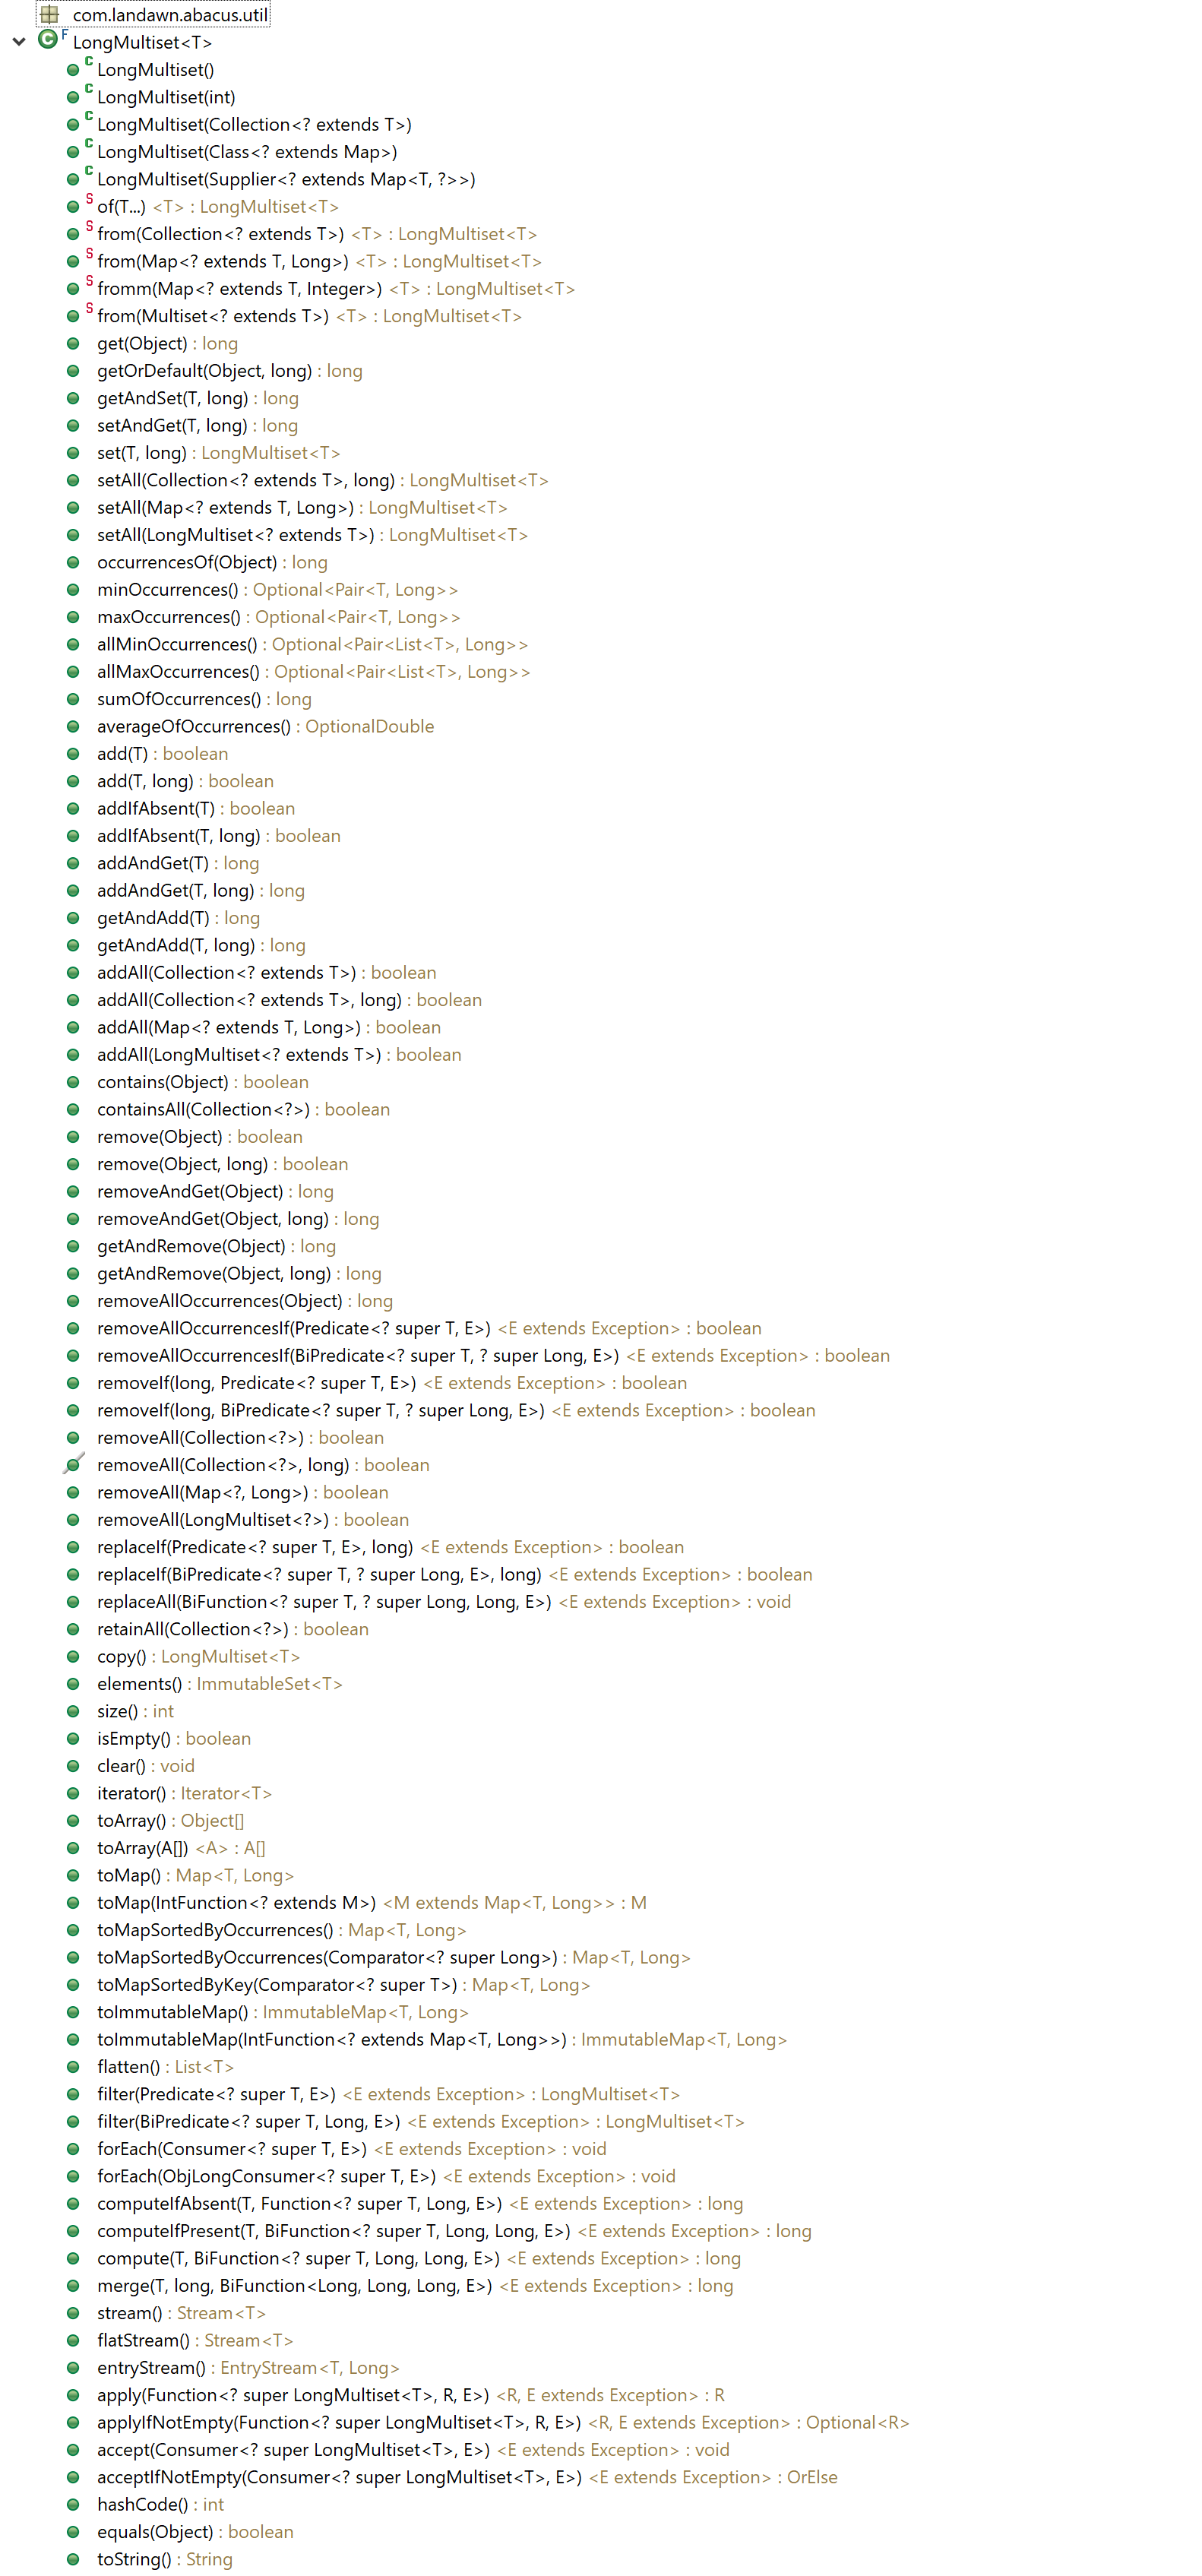 com.landawn.abacus.util
LongMultiset<T>
LongMultiset()
LongMultiset(int)
LongMultiset(Collection<? extends T>)
LongMultiset(Class<? extends Map>)
LongMultiset(Supplier<? extends Map<T, ?>>)
of(T...) <T> : LongMultiset<T>
from(Collection<? extends T>) <T> : LongMultiset<T>
from(Map<? extends T, Long>) <T> : LongMultiset<T>
fromm(Map<? extends T, Integer>) <T> : LongMultiset<T>
from(Multiset<? extends T>) <T> : LongMultiset<T>
get(Object) : long
getOrDefault(Object, long) : long
getAndSet(T, long) : long
setAndGet(T, long) : long
set(T, long) : LongMultiset<T>
setAll(Collection<? extends T>, long) : LongMultiset<T>
setAll(Map<? extends T, Long>) : LongMultiset<T>
setAll(LongMultiset<? extends T>) : LongMultiset<T>
occurrencesOf(Object) : long
minOccurrences() : Optional<Pair<T, Long>>
maxOccurrences() : Optional<Pair<T, Long>>
allMinOccurrences() : Optional<Pair<List<T>, Long>>
allMaxOccurrences() : Optional<Pair<List<T>, Long>>
sumOfOccurrences() : long
averageOfOccurrences() : OptionalDouble
add(T) : boolean
add(T, long) : boolean
addIfAbsent(T) : boolean
addIfAbsent(T, long) : boolean
addAndGet(T) : long
addAndGet(T, long) : long
getAndAdd(T) : long
getAndAdd(T, long) : long
addAll(Collection<? extends T>) : boolean
addAll(Collection<? extends T>, long) : boolean
addAll(Map<? extends T, Long>) : boolean
addAll(LongMultiset<? extends T>) : boolean
contains(Object) : boolean
containsAll(Collection<?>) : boolean
remove(Object) : boolean
remove(Object, long) : boolean
removeAndGet(Object) : long
removeAndGet(Object, long) : long
getAndRemove(Object) : long
getAndRemove(Object, long) : long
removeAllOccurrences(Object) : long
removeAllOccurrencesIf(Predicate<? super T, E>) <E extends Exception> : boolean
removeAllOccurrencesIf(BiPredicate<? super T, ? super Long, E>) <E extends Exception> : boolean
removeIf(long, Predicate<? super T, E>) <E extends Exception> : boolean
removeIf(long, BiPredicate<? super T, ? super Long, E>) <E extends Exception> : boolean
removeAll(Collection<?>) : boolean
removeAll(Collection<?>, long) : boolean
removeAll(Map<?, Long>) : boolean
removeAll(LongMultiset<?>) : boolean
replaceIf(Predicate<? super T, E>, long) <E extends Exception> : boolean
replaceIf(BiPredicate<? super T, ? super Long, E>, long) <E extends Exception> : boolean
replaceAll(BiFunction<? super T, ? super Long, Long, E>) <E extends Exception> : void
retainAll(Collection<?>) : boolean
copy() : LongMultiset<T>
elements() : ImmutableSet<T>
size() : int
isEmpty() : boolean
clear() : void
iterator() : Iterator<T>
toArray() : Object[]
toArray(A[]) <A> : A[]
toMap() : Map<T, Long>
toMap(IntFunction<? extends M>) <M extends Map<T, Long>> : M
toMapSortedByOccurrences() : Map<T, Long>
toMapSortedByOccurrences(Comparator<? super Long>) : Map<T, Long>
toMapSortedByKey(Comparator<? super T>) : Map<T, Long>
toImmutableMap() : ImmutableMap<T, Long>
toImmutableMap(IntFunction<? extends Map<T, Long>>) : ImmutableMap<T, Long>
flatten() : List<T>
filter(Predicate<? super T, E>) <E extends Exception> : LongMultiset<T>
filter(BiPredicate<? super T, Long, E>) <E extends Exception> : LongMultiset<T>
forEach(Consumer<? super T, E>) <E extends Exception> : void
forEach(ObjLongConsumer<? super T, E>) <E extends Exception> : void
computeIfAbsent(T, Function<? super T, Long, E>) <E extends Exception> : long
computeIfPresent(T, BiFunction<? super T, Long, Long, E>) <E extends Exception> : long
compute(T, BiFunction<? super T, Long, Long, E>) <E extends Exception> : long
merge(T, long, BiFunction<Long, Long, Long, E>) <E extends Exception> : long
stream() : Stream<T>
flatStream() : Stream<T>
entryStream() : EntryStream<T, Long>
apply(Function<? super LongMultiset<T>, R, E>) <R, E extends Exception> : R
applyIfNotEmpty(Function<? super LongMultiset<T>, R, E>) <R, E extends Exception> : Optional<R>
accept(Consumer<? super LongMultiset<T>, E>) <E extends Exception> : void
acceptIfNotEmpty(Consumer<? super LongMultiset<T>, E>) <E extends Exception> : OrElse
hashCode() : int
equals(Object) : boolean
toString() : String